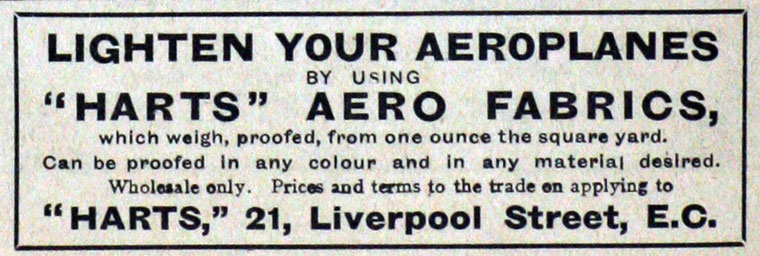 LIGHTEN YOUR AEROPLANES
BY USING
“HARTS” AERO FABRICS,
which weigh, proofed, from one ounce the square yard.
Can be proofed in any colour and in any material desired.
Wholesale only. Prices and terms to the trade on applying to
“HARTS,” 21, Liverpool Street, E.C.